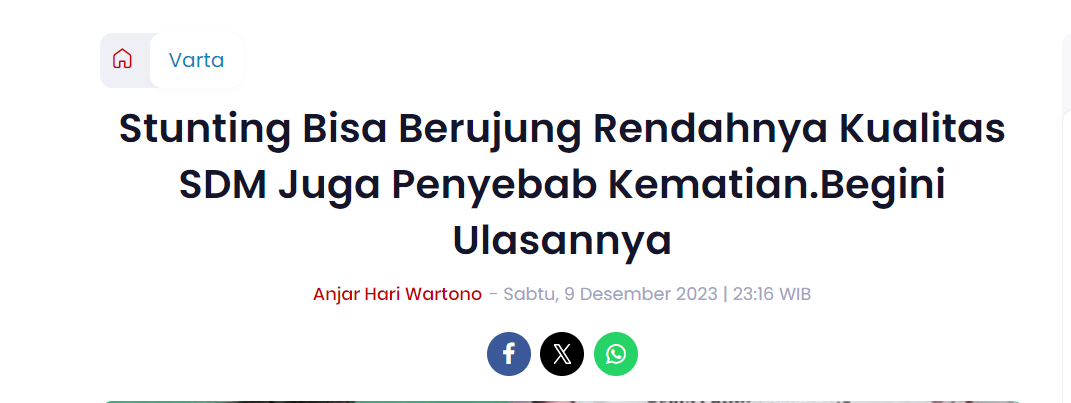 Varta
Stunting Bisa Berujung Rendahnya Kualitas
SDM Juga Penyebab Kematian.Begini
Ulasannya
Anjar Hari Wartono - Sabtu, 9 Desember 2023 | 23:16 WIB